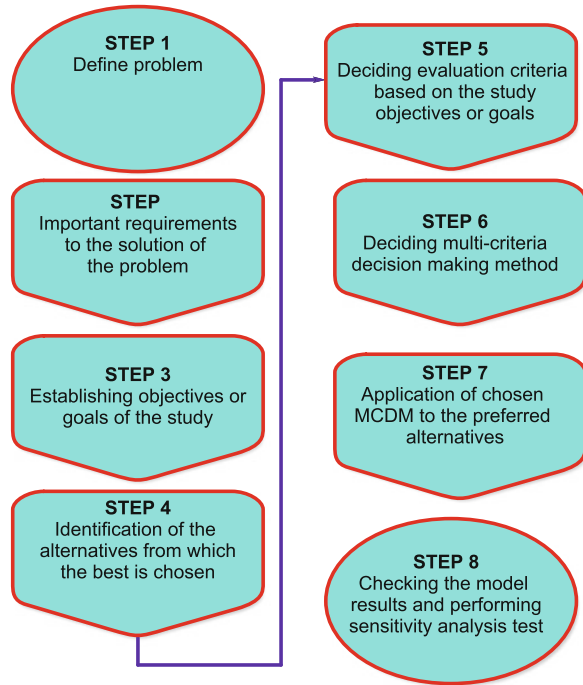 STEP 1
Define problem
STEP
Important requirements
to the solution of
the problem
STEP 3
Establishing objectives or
goals of the study
STEP 4
Identification of the
alternatives from which
the best is chosen
STEP 5
Deciding evaluation criteria
based on the study
objectives or goals
STEP 6
Deciding multi-criteria
decision making method
STEP 7
Application of chosen
MCDM to the preferred
alternatives
STEP 8
Checking the model
results and performing
sensitivity analysis test